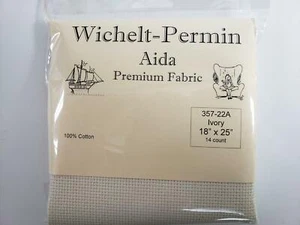 Wichelt-Permin
Aida
Premium Fabric
357-22A
Ivory
18" x 25"
14 count
100% Cotton